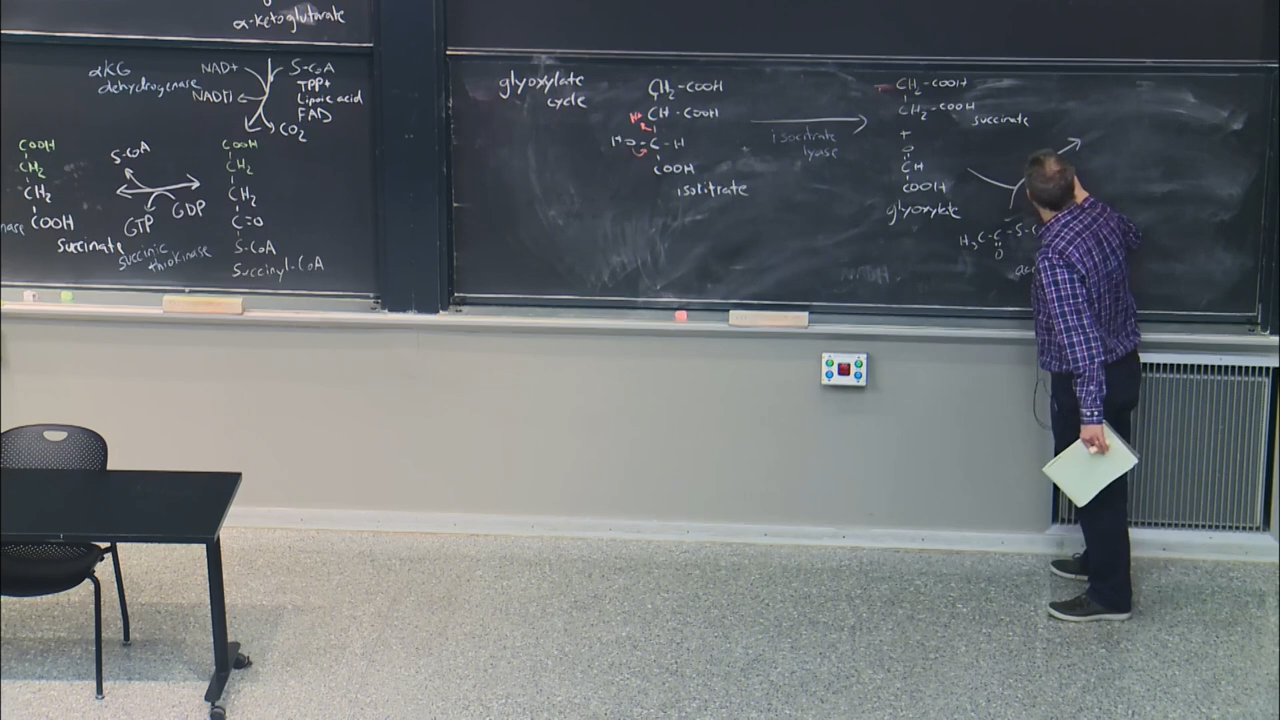 α-ketoglutarate
αKG
dehydrogenase
NAD+
NADH
S-CoA
TPP+
Lipoic acid
FAD
CO2
COOH
CH2
CH2
COOH
Succinate
S-CoA
GTP
GDP
succinic
thiokinase
COOH
CH2
CH2
C=O
S-CoA
Succinyl-CoA
glyoxylate
cycle
CH2-COOH
CH-COOH
H-O-C-H
COOH
isocitrate
isocitrate
lyase
CH2-COOH
CH2-COOH
succinate
+
O
CH
COOH
glyoxylate
H3C-C-S-C
O